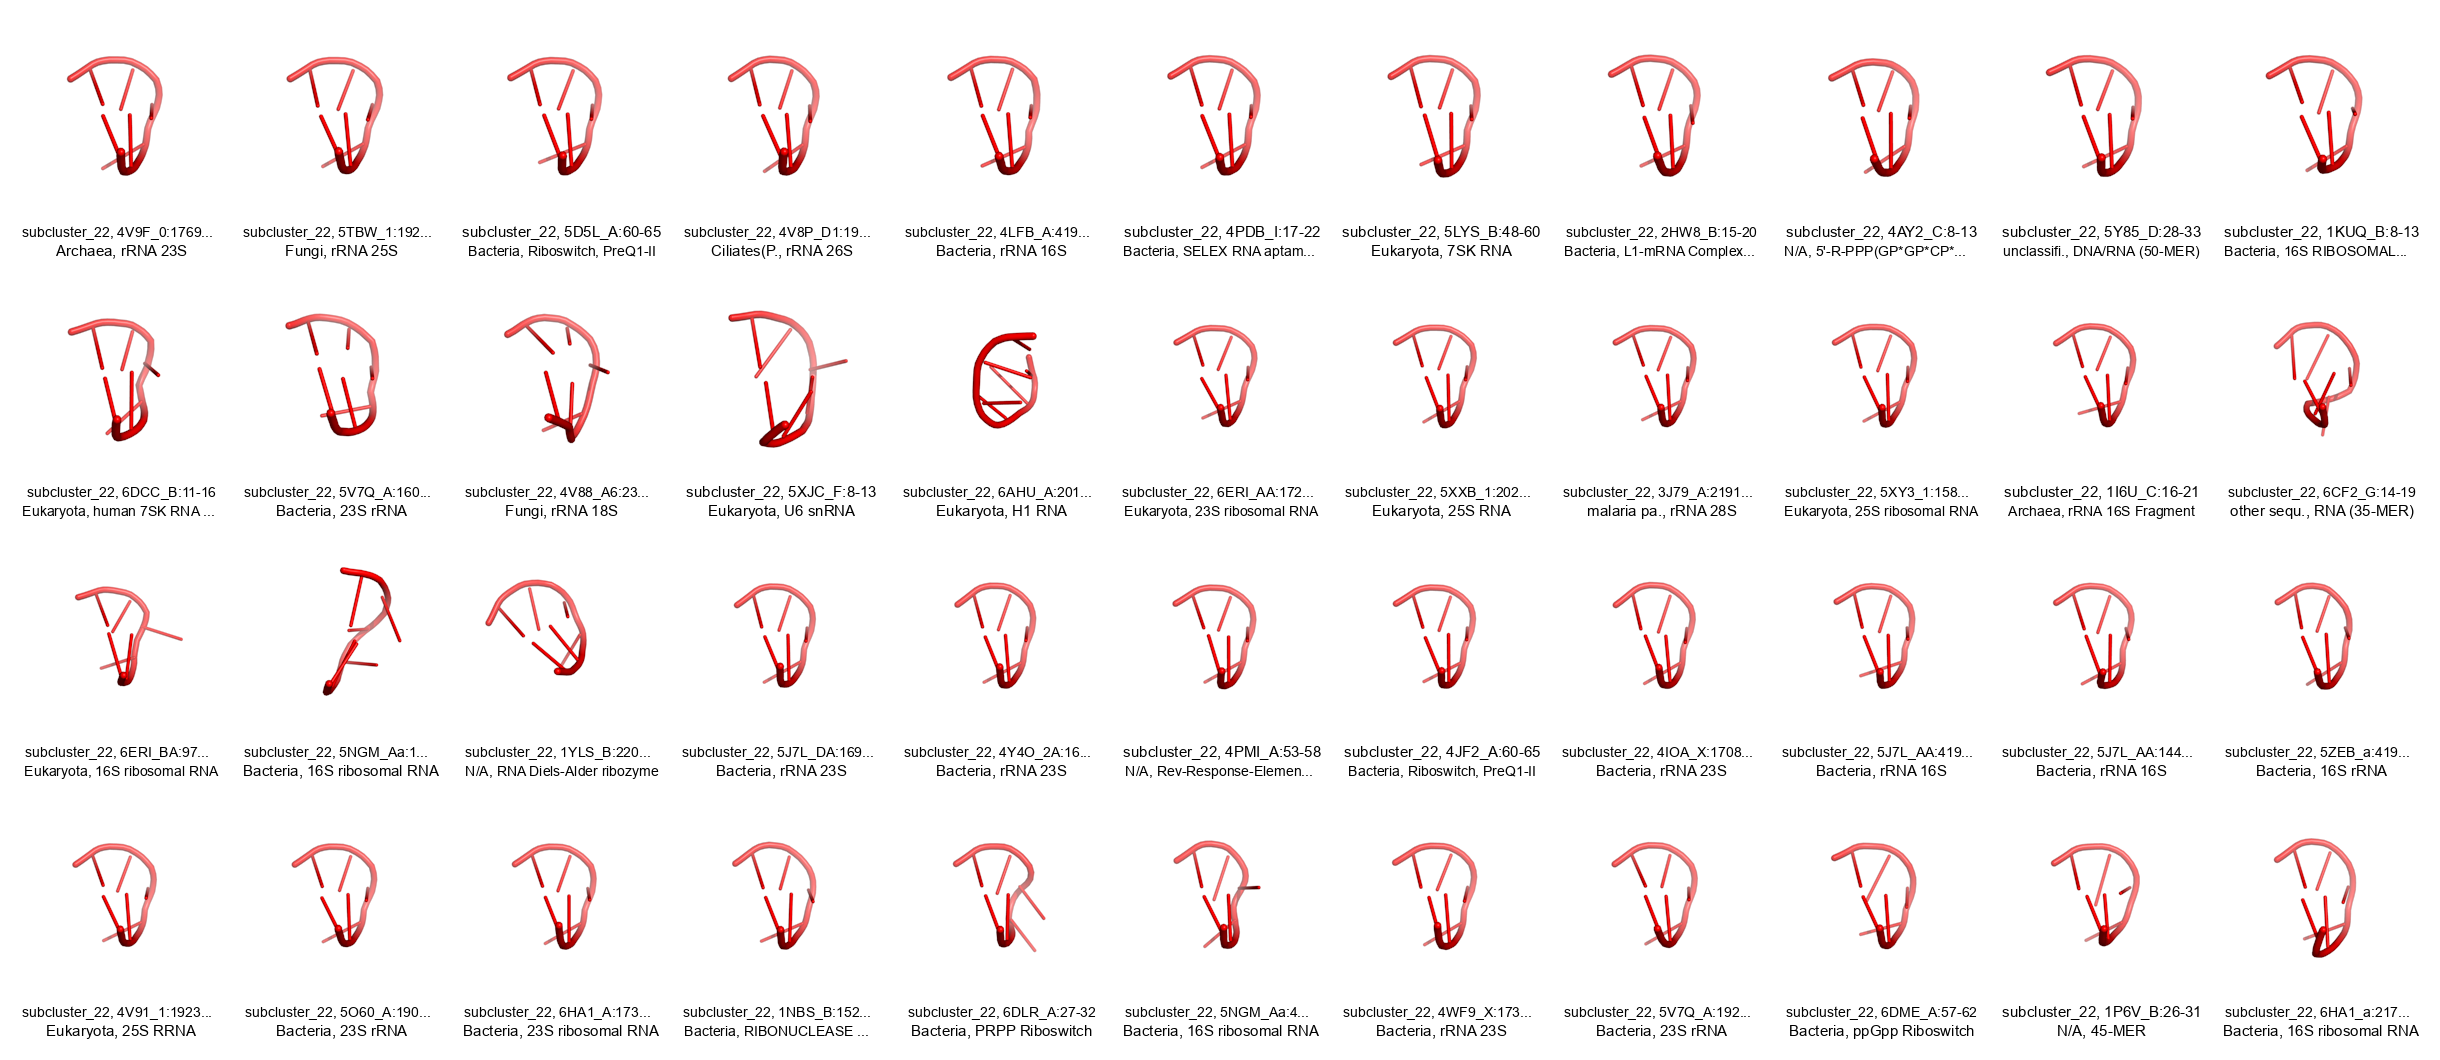 subcluster_22, 4V9F_0:1769...
Archaea, rRNA 23S
subcluster_22, 5TBW_1:192...
Fungi, rRNA 25S
subcluster_22, 5D5L_A:60-65
Bacteria, Riboswitch, PreQ1-II
subcluster_22, 4V8P_D1:19...
Ciliates(P., rRNA 26S
subcluster_22, 4LFB_A:419...
Bacteria, rRNA 16S
subcluster_22, 4PDB_I:17-22
Bacteria, SELEX RNA aptam...
subcluster_22, 5LYS_B:48-60
Eukaryota, 7SK RNA
subcluster_22, 2HW8_B:15-20
Bacteria, L1-mRNA Complex...
subcluster_22, 4AY2_C:8-13
N/A, 5'-R-PPP(GP*GP*CP*...
subcluster_22, 5Y85_D:28-33
unclassifi., DNA/RNA (50-MER)
subcluster_22, 1KUQ_B:8-13
Bacteria, 16S RIBOSOMAL...
subcluster_22, 6DCC_B:11-16
Eukaryota, human 7SK RNA ...
subcluster_22, 5V7Q_A:160...
Bacteria, 23S rRNA
subcluster_22, 4V88_A6:23...
Fungi, rRNA 18S
subcluster_22, 5XJC_F:8-13
Eukaryota, U6 snRNA
subcluster_22, 6AHU_A:201...
Eukaryota, H1 RNA
subcluster_22, 6ERI_AA:172...
Eukaryota, 23S ribosomal RNA
subcluster_22, 5XXB_1:202...
Eukaryota, 25S RNA
subcluster_22, 3J79_A:2191...
malaria pa., rRNA 28S
subcluster_22, 5XY3_1:158...
Eukaryota, 25S ribosomal RNA
subcluster_22, 1I6U_C:16-21
Archaea, rRNA 16S Fragment
subcluster_22, 6CF2_G:14-19
other sequ., RNA (35-MER)
subcluster_22, 6ERI_BA:97...
Eukaryota, 16S ribosomal RNA
subcluster_22, 5NGM_Aa:1...
Bacteria, 16S ribosomal RNA
subcluster_22, 1YLS_B:220...
N/A, RNA Diels-Alder ribozyme
subcluster_22, 5J7L_DA:169...
Bacteria, rRNA 23S
subcluster_22, 4Y4O_2A:16...
Bacteria, rRNA 23S
subcluster_22, 4PMI_A:53-58
N/A, Rev-Response-Elemen...
subcluster_22, 4JF2_A:60-65
Bacteria, Riboswitch, PreQ1-II
subcluster_22, 4IOA_X:1708...
Bacteria, rRNA 23S
subcluster_22, 5J7L_AA:419...
Bacteria, rRNA 16S
subcluster_22, 5J7L_AA:144...
Bacteria, rRNA 16S
subcluster_22, 5ZEB_a:419...
Bacteria, 16S rRNA
subcluster_22, 4V91_1:1923...
Eukaryota, 25S RRNA
subcluster_22, 5O60_A:190...
Bacteria, 23S rRNA
subcluster_22, 6HA1_A:173...
Bacteria, 23S ribosomal RNA
subcluster_22, 1NBS_B:152...
Bacteria, RIBONUCLEASE ...
subcluster_22, 6DLR_A:27-32
Bacteria, PRPP Riboswitch
subcluster_22, 5NGM_Aa:4...
Bacteria, 16S ribosomal RNA
subcluster_22, 4WF9_X:173...
Bacteria, rRNA 23S
subcluster_22, 5V7Q_A:192...
Bacteria, 23S rRNA
subcluster_22, 6DME_A:57-62
Bacteria, ppGpp Riboswitch
subcluster_22, 1P6V_B:26-31
N/A, 45-MER
subcluster_22, 6HA1_a:217...
Bacteria, 16S ribosomal RNA